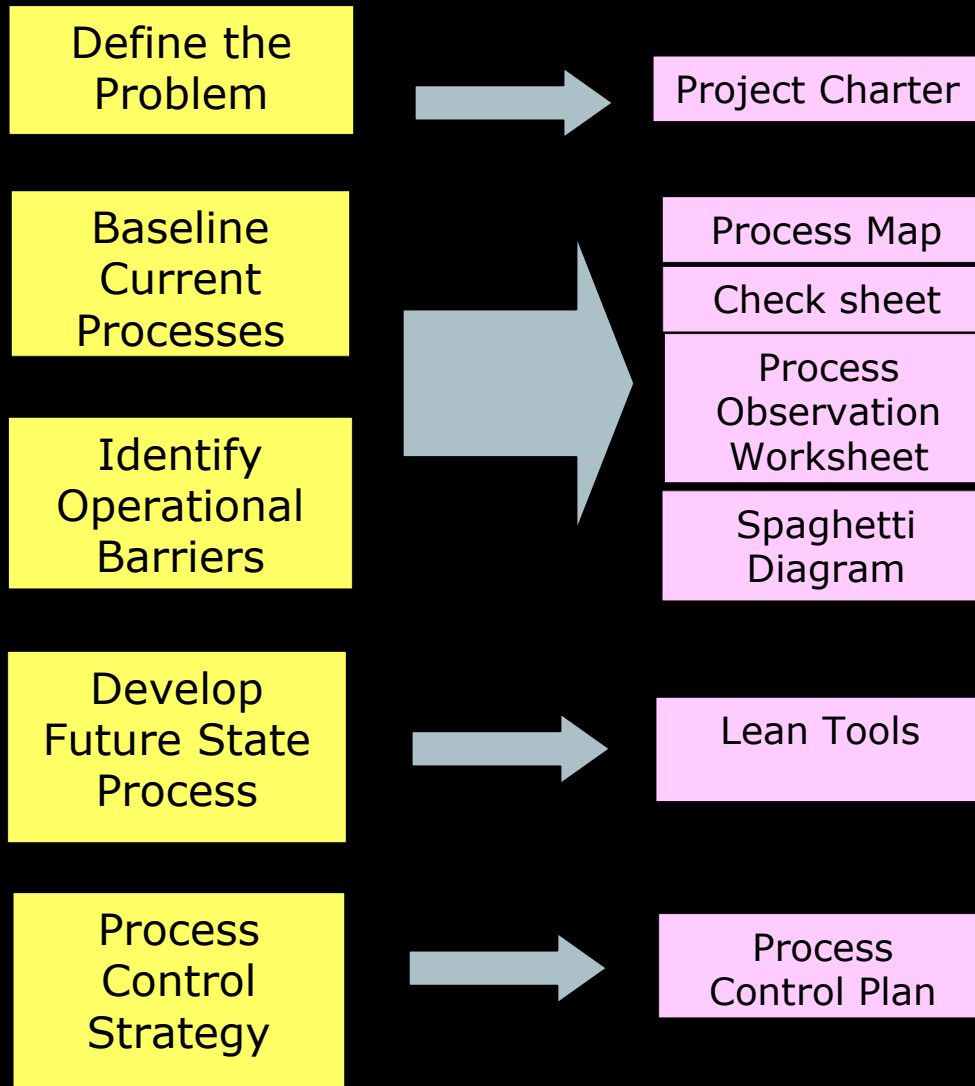 Define the
Problem
Project Charter
Baseline
Current
Processes
Process Map
Check sheet
Process
Observation
Worksheet
Identify
Operational
Barriers
Spaghetti
Diagram
Develop
Future State
Process
Lean Tools
Process
Control
Strategy
Process
Control Plan